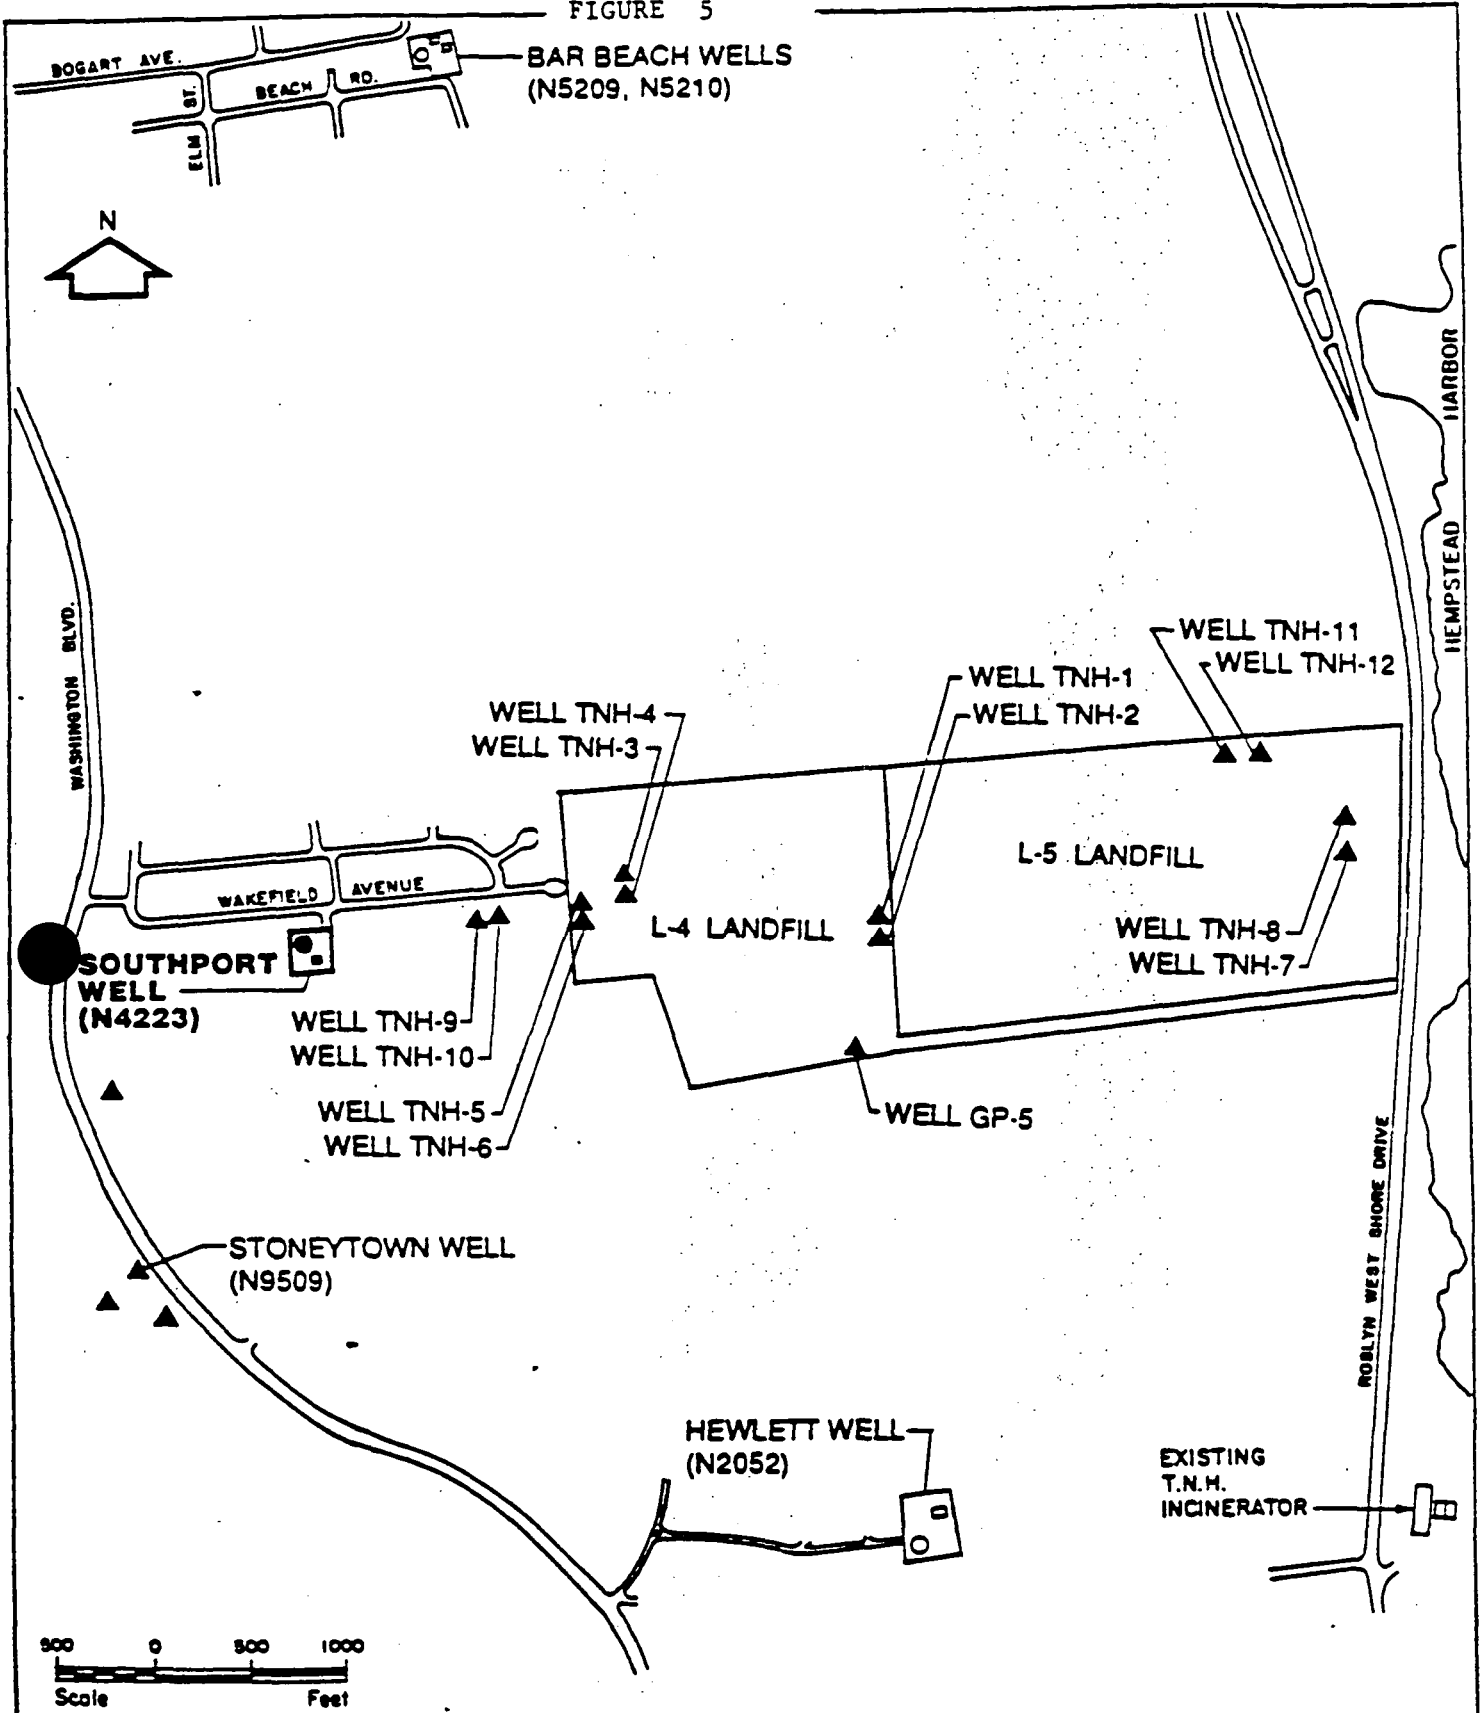 FIGURE 5
BOGART AVE.
BEACH RD.
ELM ST.
BAR BEACH WELLS
(N5209, N5210)
N
HEMPSTEAD HARBOR
WASHINGTON BLVD.
WELL TNH-11
WELL TNH-12
WELL TNH-1
WELL TNH-2
WELL TNH-4
WELL TNH-3
L-5 LANDFILL
WAKEFIELD AVENUE
L-4 LANDFILL
WELL TNH-8
WELL TNH-7
SOUTHPORT
WELL
(N4223)
WELL TNH-9
WELL TNH-10
WELL TNH-5
WELL TNH-6
WELL GP-5
ROSLYN WEST SHORE DRIVE
STONEYTOWN WELL
(N9509)
HEWLETT WELL
(N2052)
EXISTING
T.N.H.
INCINERATOR
500 0 500 1000
Scale Feet